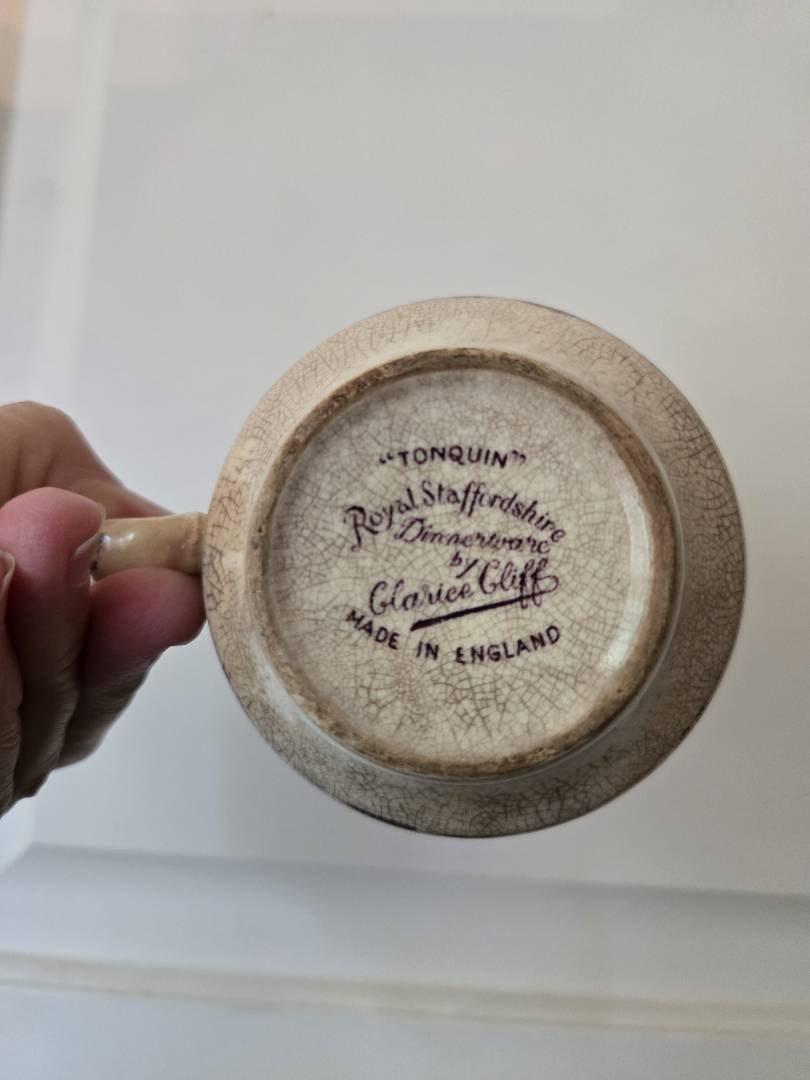 "TONQUIN"
Royal Staffordshire
Dinnerware
by
Clarice Cliff
MADE IN ENGLAND